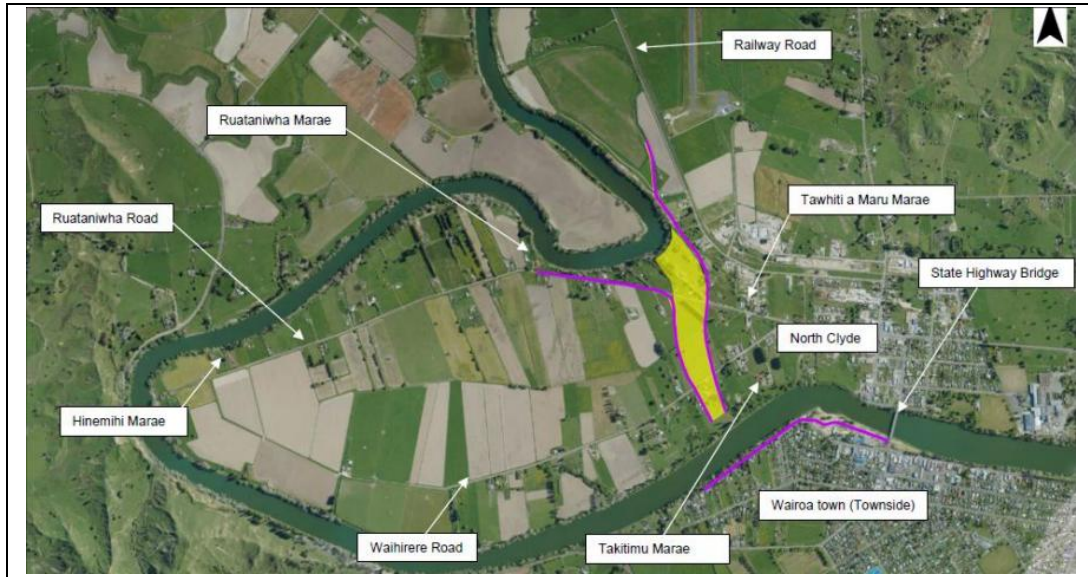 Railway Road
Ruataniwha Marae
Tawhiti a Maru Marae
Ruataniwha Road
State Highway Bridge
North Clyde
Hinemihi Marae
Wairoa town (Townside)
Waihirere Road
Takitimu Marae